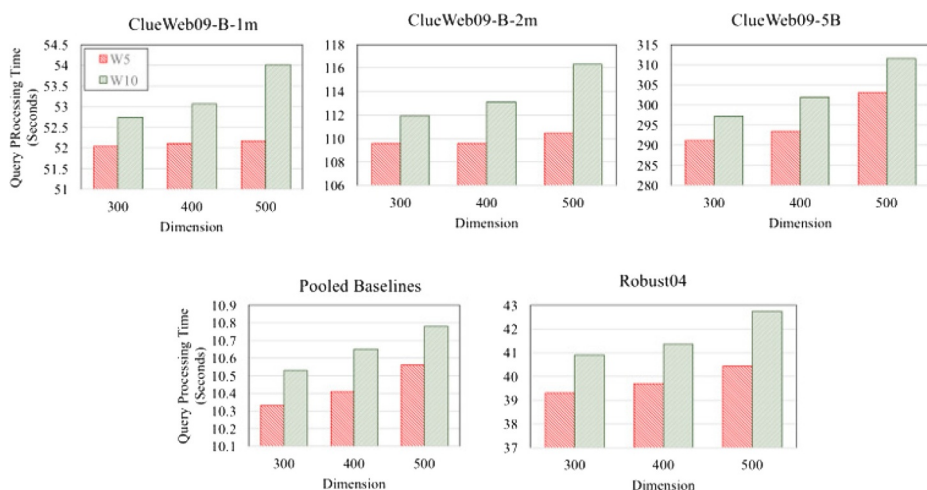 ClueWeb09-B-1m
Query PRocessing Time
(Seconds)
54.5
54
53.5
53
52.5
52
51.5
51
W5
W10
300 400 500
Dimension
ClueWeb09-B-2m
118
116
114
112
110
108
106
300 400 500
Dimension
ClueWeb09-5B
315
310
305
300
295
290
285
280
300 400 500
Dimension
Pooled Baselines
Query Processing Time
(Seconds)
10.9
10.8
10.7
10.6
10.5
10.4
10.3
10.2
10.1
300 400 500
Dimension
Robust04
43
42
41
40
39
38
37
300 400 500
Dimension